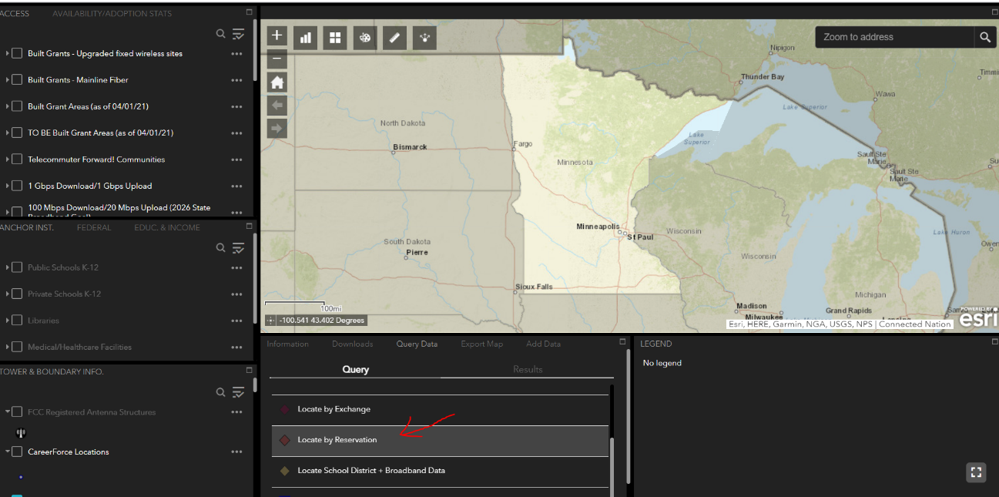 ACCESS
AVAILABILITY/ADOPTION STATS
Built Grants - Upgraded fixed wireless sites
Built Grants - Mainline Fiber
Built Grant Areas (as of 04/01/21)
TO BE Built Grant Areas (as of 04/01/21)
Telecommuter Forward! Communities
1 Gbps Download/1 Gbps Upload
100 Mbps Download/20 Mbps Upload (2026 State
ANCHOR INST.
FEDERAL
EDUC. & INCOME
Public Schools K-12
Private Schools K-12
Libraries
Medical/Healthcare Facilities
TOWER & BOUNDARY INFO.
FCC Registered Antenna Structures
CareerForce Locations
Zoom to address
Nipigon
Thunder Bay
Timmi
Wawa
Lake Superior
North Dakota
Bismarck
Fargo
Lake
Superior
Minnesota
Sault Ste
Marie
Su
Sault Ste
Marie
Minneapolis
St Paul
Wisconsin
South Dakota
Pierre
Lake Huron
Owen
Wisconsin
Sioux Falls
Michigan
100mi
Madison
Milwaukee
Grand Rapids
Lansing
Sarn
-100.541 43.402 Degrees
Esri, HERE, Garmin, NGA, USGS, NPS | Connected Nation
POWERED BY
esri
Information
Downloads
Query Data
Export Map
Add Data
Query
Results
Locate by Exchange
Locate by Reservation
Locate School District + Broadband Data
LEGEND
No legend